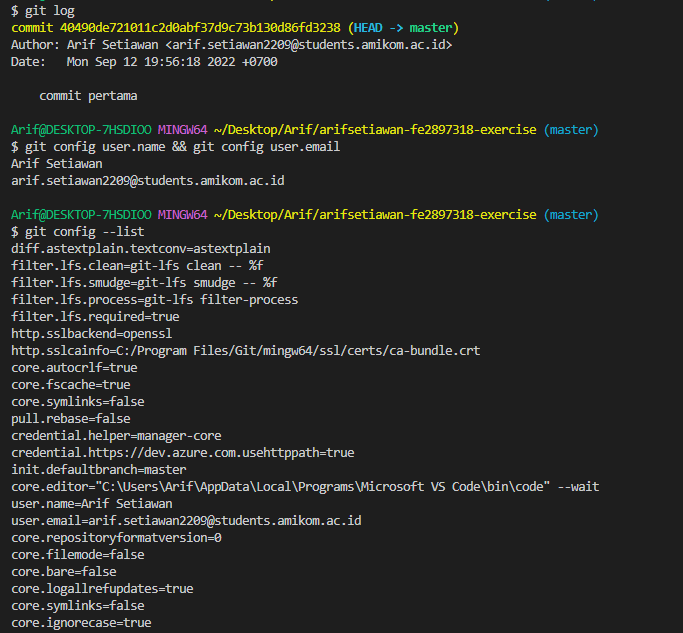 $ git log
commit 40490de721011c2d0abf37d9c73b130d86fd3238 (HEAD -> master)
Author: Arif Setiawan <arif.setiawan2209@students.amikom.ac.id>
Date:   Mon Sep 12 19:56:18 2022 +0700
    commit pertama
Arif@DESKTOP-7HSDIOO MINGW64 ~/Desktop/Arif/arifsetiawan-fe2897318-exercise (master)
$ git config user.name && git config user.email
Arif Setiawan
arif.setiawan2209@students.amikom.ac.id
Arif@DESKTOP-7HSDIOO MINGW64 ~/Desktop/Arif/arifsetiawan-fe2897318-exercise (master)
$ git config --list
diff.astextplain.textconv=astextplain
filter.lfs.clean=git-lfs clean -- %f
filter.lfs.smudge=git-lfs smudge -- %f
filter.lfs.process=git-lfs filter-process
filter.lfs.required=true
http.sslbackend=openssl
http.sslcainfo=C:/Program Files/Git/mingw64/ssl/certs/ca-bundle.crt
core.autocrlf=true
core.fscache=true
core.symlinks=false
pull.rebase=false
credential.helper=manager-core
credential.https://dev.azure.com.usehttppath=true
init.defaultbranch=master
core.editor="C:\Users\Arif\AppData\Local\Programs\Microsoft VS Code\bin\code" --wait
user.name=Arif Setiawan
user.email=arif.setiawan2209@students.amikom.ac.id
core.repositoryformatversion=0
core.filemode=false
core.bare=false
core.logallrefupdates=true
core.symlinks=false
core.ignorecase=true